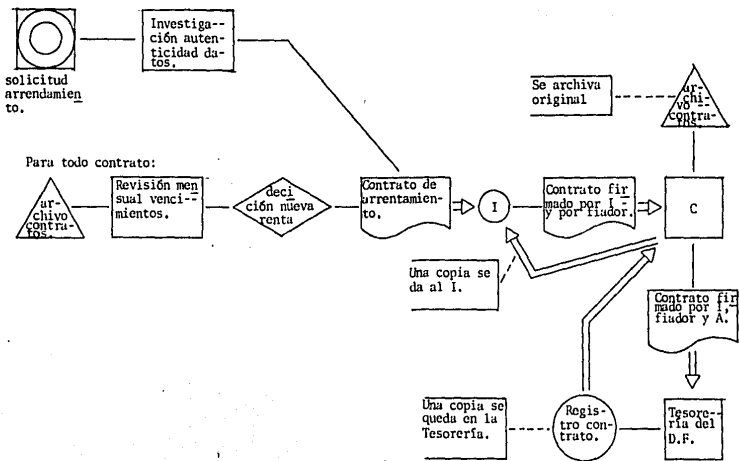 Investiga--
ción auten-
ticidad da-
tos.
solicitud
arrendamien
to.
Se archiva
original
ar-
chi-
vo --
contra-
tos.
Para todo contrato:
ar-
chivo
contra-
tos.
Revisión men
sual venci--
mientos.
deci
ción nueva
renta
Contrato de
arrentamien-
to.
I
Contrato fir
mado por I -
y por fiador.
C
Una copia se
da al I.
Contrato fir
mado por I,
fiador y A.
Una copia se
queda en la
Tesorería.
Regis-
tro con-
trato.
Tesore--
ría del
D.F.